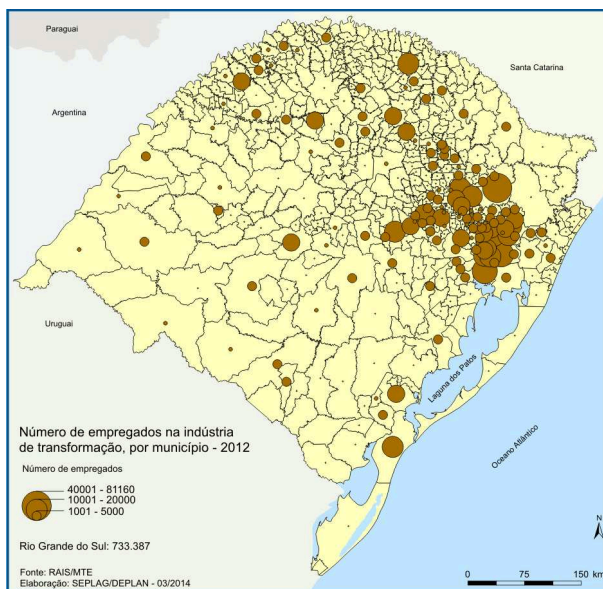 Paraguai
Santa Catarina
Argentina
Uruguai
Laguna dos Patos
Oceano Atlântico
Número de empregados na indústria
de transformação, por município - 2012
Número de empregados
40001 - 81160
10001 - 20000
1001 - 5000
Rio Grande do Sul: 733.387
Fonte: RAIS/MTE
Elaboração: SEPLAG/DEPLAN - 03/2014
N
0 75 150 km